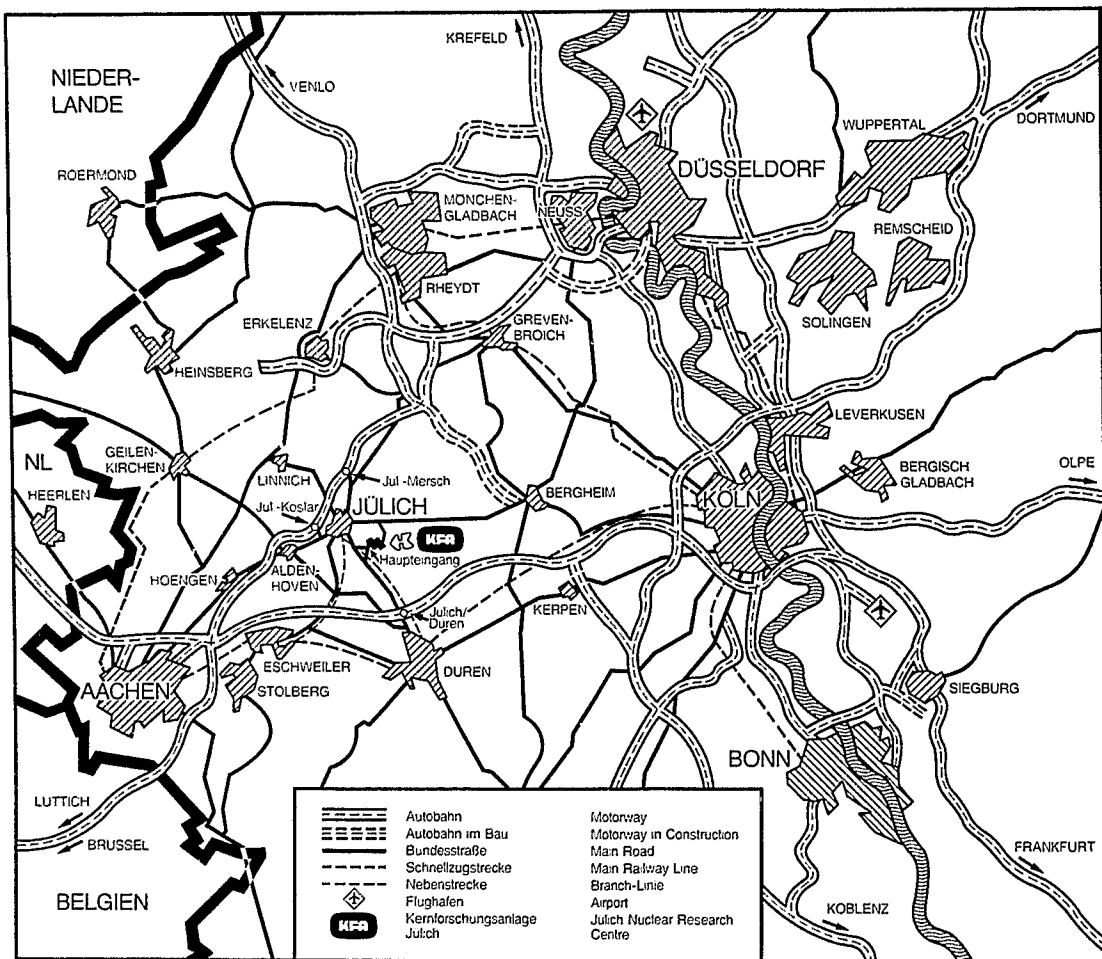 KREFELD
NIEDER-
LANDE
VENLO
DORTMUND
WUPPERTAL
DÜSSELDORF
ROERMOND
MÖNCHEN-
GLADBACH
NEUSS
REMSCHEID
RHEYDT
ERKELENZ
GREVEN-
BROICH
SOLINGEN
HEINSBERG
LEVERKUSEN
GEILEN-
KIRCHEN
NL
LINNICH
Jul -Mersch
BERGISCH
GLADBACH
OLPE
HEERLEN
JÜLICH
BERGHEIM
KÖLN
Jul -Koslar
KFA
Haupteingang
HOENGEN
ALDEN-
HOVEN
KERPEN
Julich/
Duren
ESCHWEILER
DUREN
AACHEN
STOLBERG
SIEGBURG
BONN
LUTTICH
BRUSSEL
FRANKFURT
BELGIEN
KOBLENZ
Autobahn Motorway
Autobahn im Bau Motorway in Construction
Bundesstraße Main Road
Schnellzugstrecke Main Railway Line
Nebenstrecke Branch-Linie
Flughafen Airport
KFA Kernforschungsanlage Julich Nuclear Research
Jülich Centre